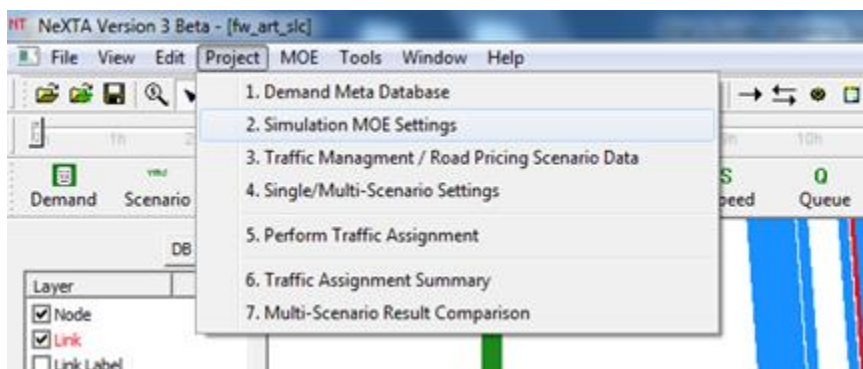 NeXTA Version 3 Beta - [fw_art_slc]
File View Edit Project MOE Tools Window Help
1. Demand Meta Database
2. Simulation MOE Settings
1h 10h
3. Traffic Managment / Road Pricing Scenario Data
4. Single/Multi-Scenario Settings
Demand Scenario peed Queue
5. Perform Traffic Assignment
DB
6. Traffic Assignment Summary
Layer
7. Multi-Scenario Result Comparison
Node
Link
Link Label